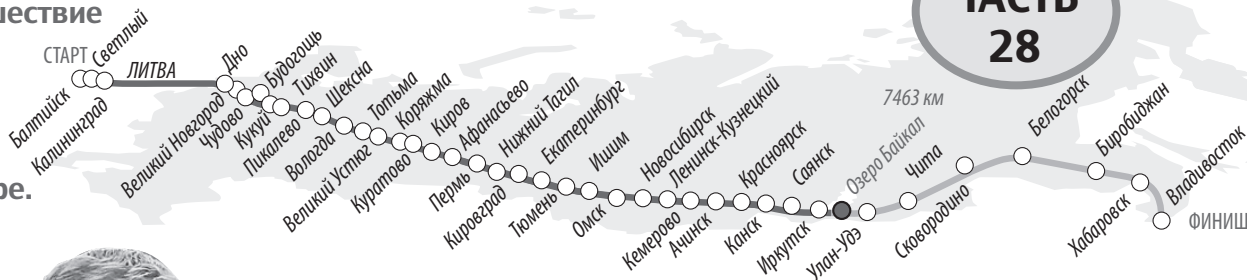 шествие
ЧАСТЬ
28
СТАРТ
Светлый
ЛИТВА
Балтийск
Калининград
Дно
Великий Новгород
Чудово
Будогощь
Кукуй
Тихвин
Пикалево
Шексна
Вологда
Тотьма
Великий Устюг
Коряжма
Куратово
Киров
Афанасьево
Пермь
Нижний Тагил
Кировград
Екатеринбург
Тюмень
Ишим
Омск
Новосибирск
Ленинск-Кузнецкий
Кемерово
Ачинск
Красноярск
Канск
Саянск
Иркутск
7463 км
Озеро Байкал
Улан-Удэ
Чита
Сковородино
Белогорск
Биробиджан
Хабаровск
Владивосток
ФИНИШ
ре.